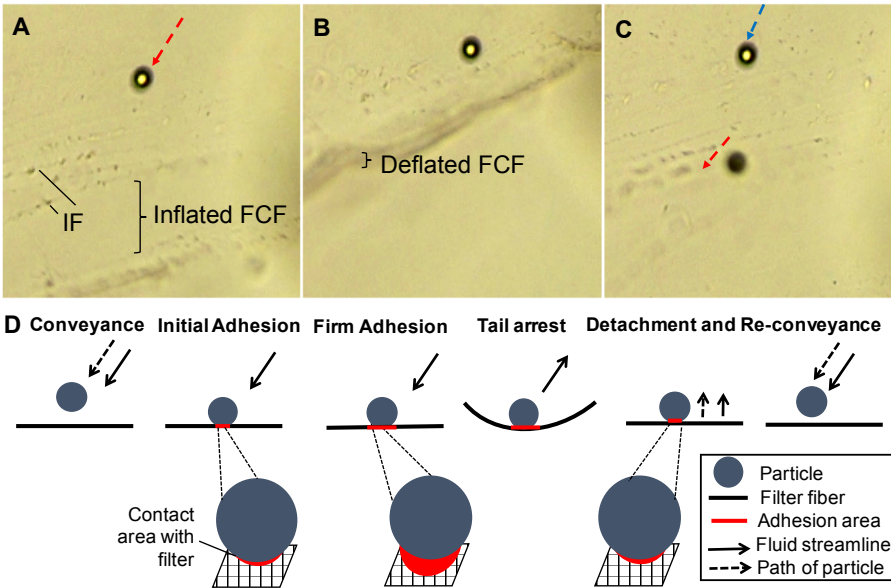 A
B
C
IF
Inflated FCF
Deflated FCF
D
Conveyance
Initial Adhesion
Firm Adhesion
Tail arrest
Detachment and Re-conveyance
Contact
area with
filter
Particle
Filter fiber
Adhesion area
Fluid streamline
Path of particle